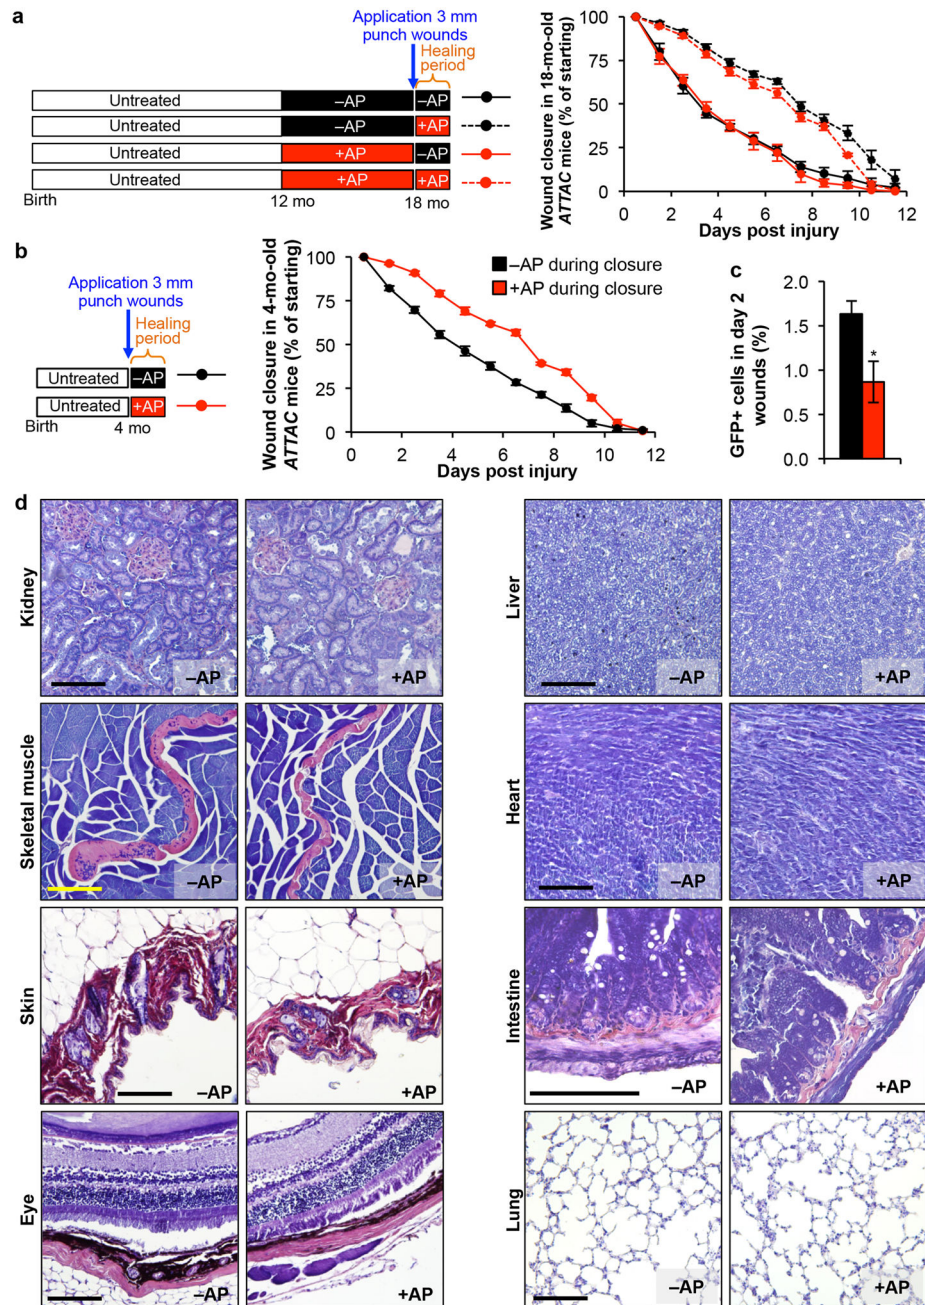 a
Application 3 mm
punch wounds
Healing
period
Untreated –AP –AP
Untreated –AP +AP
Untreated +AP –AP
Untreated +AP +AP
Birth 12 mo 18 mo
Wound closure in 18-mo-old
ATTAC mice (% of starting)
100
75
50
25
0
0 2 4 6 8 10 12
Days post injury
b
Application 3 mm
punch wounds
Healing
period
Untreated –AP
Untreated +AP
Birth 4 mo
Wound closure in 4-mo-old
ATTAC mice (% of starting)
100
75
50
25
0
0 2 4 6 8 10 12
Days post injury
–AP during closure
+AP during closure
c
GFP+ cells in day 2
wounds (%)
2.0
1.5
1.0
0.5
0.0
*
d
Kidney
–AP
+AP
Liver
–AP
+AP
Skeletal muscle
–AP
+AP
Heart
–AP
+AP
Skin
–AP
+AP
Intestine
–AP
+AP
Eye
–AP
+AP
Lung
–AP
+AP